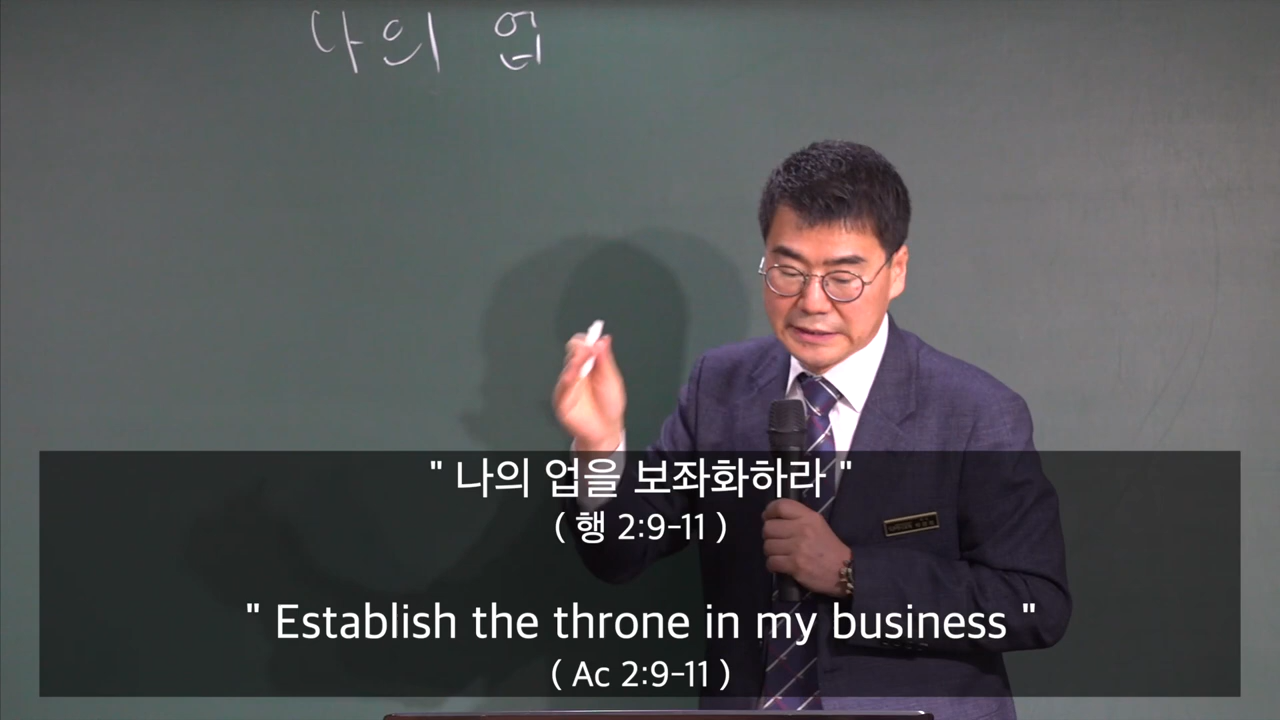 나의 업
" 나의 업을 보좌화하라 "
( 행 2:9-11 )
" Establish the throne in my business "
( Ac 2:9-11 )